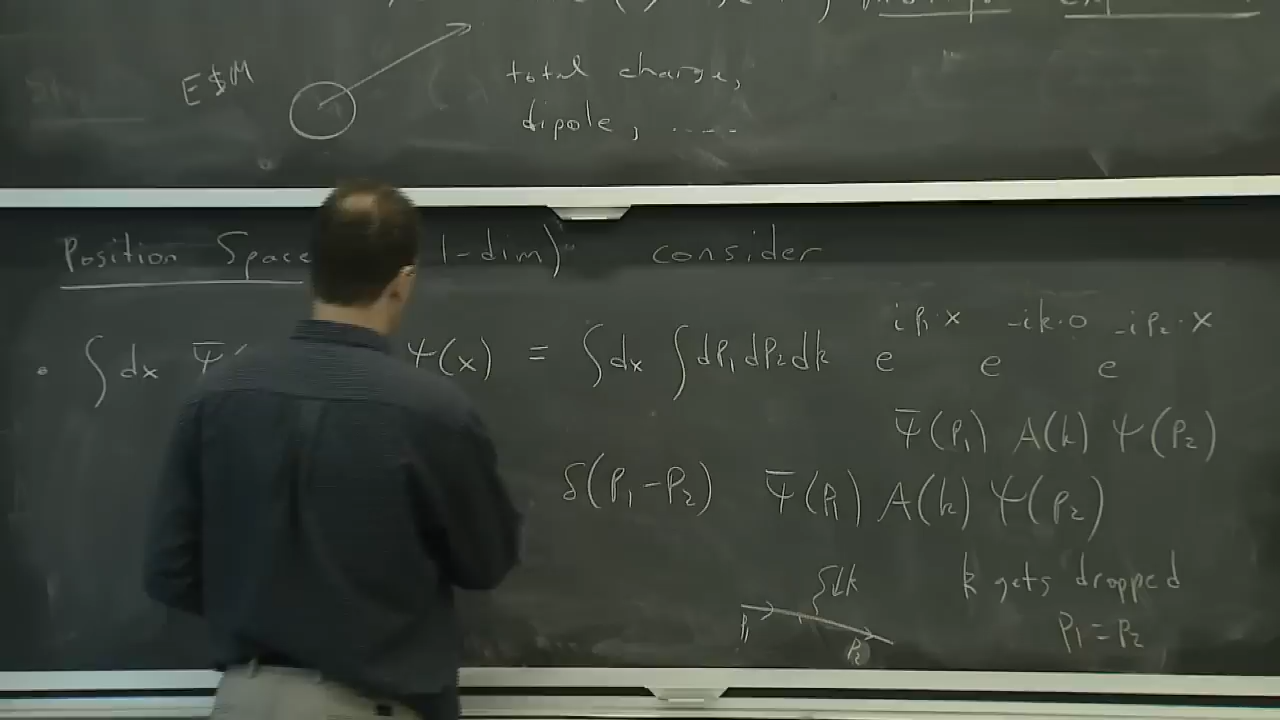 E$M
total charge,
dipole, ....
Position Space 1-dim) consider
• ∫dx Ψ̄ Ψ(x) = ∫dx ∫dp₁dp₂dk e^{ip₁·x} e^{-ik·0} e^{-ip₂·x}
Ψ̄(p₁) A(k) Ψ(p₂)
δ(p₁-p₂) Ψ̄(p₁) A(k) Ψ(p₂)
↓k k gets dropped
p₁ p₂ p₁=p₂